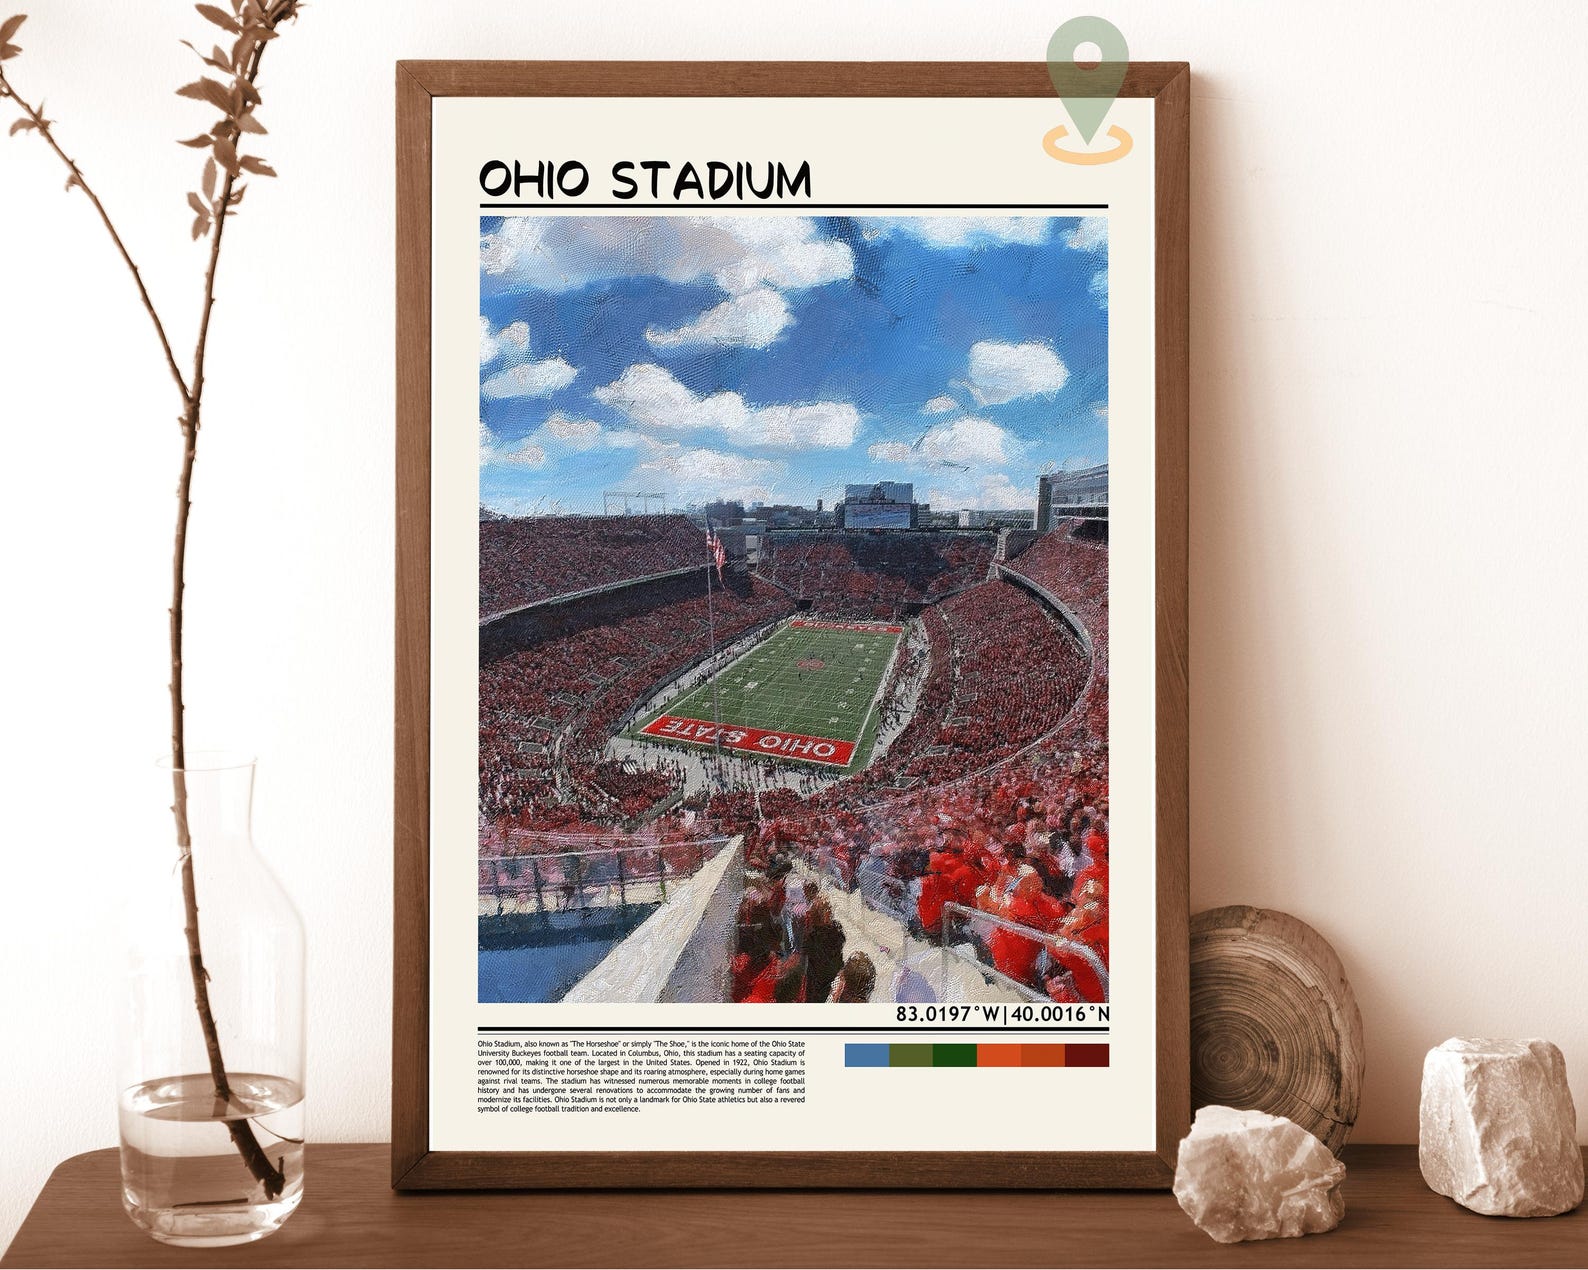 OHIO STADIUM
OHIO STATE
83.0197°W|40.0016°N
Ohio Stadium, also known as "The Horseshoe" or simply "The Shoe," is the iconic home of the Ohio State
University Buckeyes football team. Located in Columbus, Ohio, this stadium has a seating capacity of
over 100,000, making it one of the largest in the United States. Opened in 1922, Ohio Stadium is
renowned for its distinctive horseshoe shape and its roaring atmosphere, especially during home games
against rival teams. The stadium has witnessed numerous memorable moments in college football
history and has undergone several renovations to accommodate the growing number of fans and
modernize its facilities. Ohio Stadium is not only a landmark for Ohio State athletics but also a revered
symbol of college football tradition and excellence.